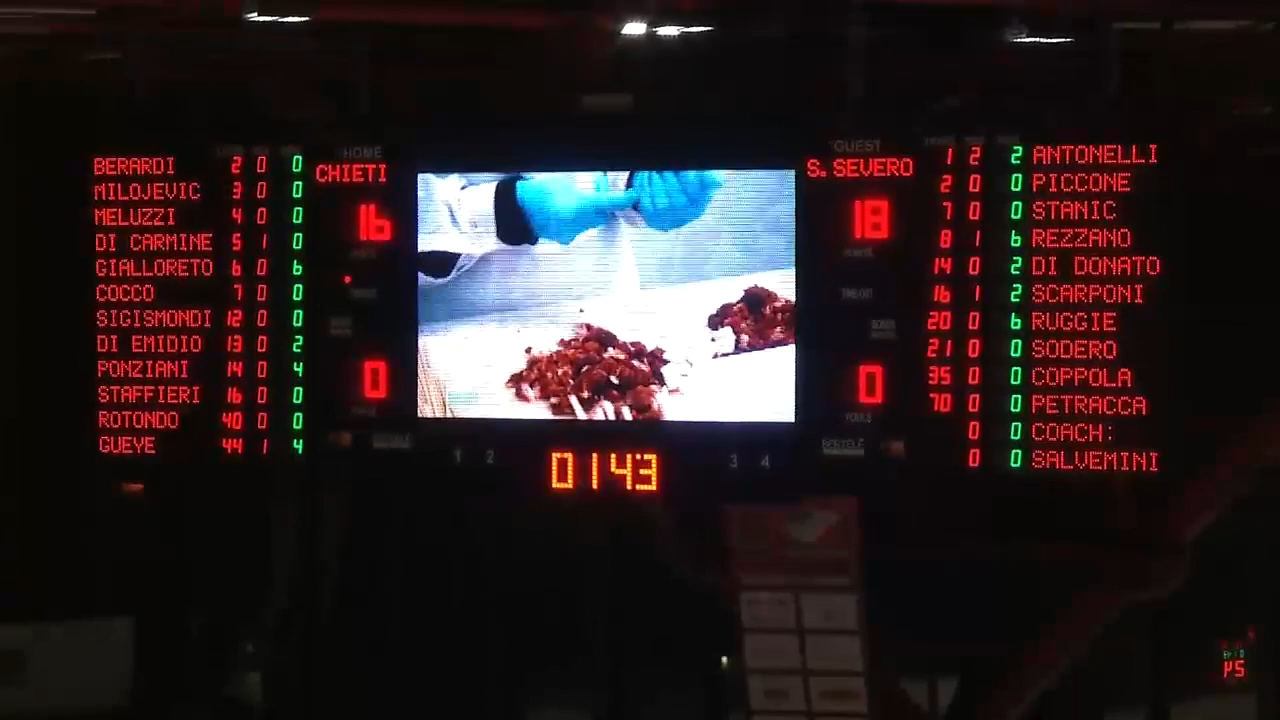 HOME
GUEST
CHIETI
S. SEVERO
16
18
0
0
1 2
3 4
0143
BERARDI 2 0 0
MILOJEVIC 3 0 0
MELUZZI 4 0 0
DI CARMINE 5 1 0
GIALLORETO 6 0 6
COCCO 7 0 0
SIGISMONDI 12 0 0
DI EMIDIO 13 0 2
PONZIANI 14 0 4
STAFFIERI 16 0 0
ROTONDO 40 0 0
GUEYE 44 1 4
1 2 2 ANTONELLI
2 0 0 PICCONE
7 0 0 STANIC
8 1 6 REZZANO
14 0 2 DI DONATO
16 1 2 SCARPONI
20 0 6 RUGGIE
21 0 0 SODERO
35 0 0 COPPOLA
70 0 0 PETRACCA
0 0 COACH:
0 0 SALVEMINI
FOULS
BERTELÈ